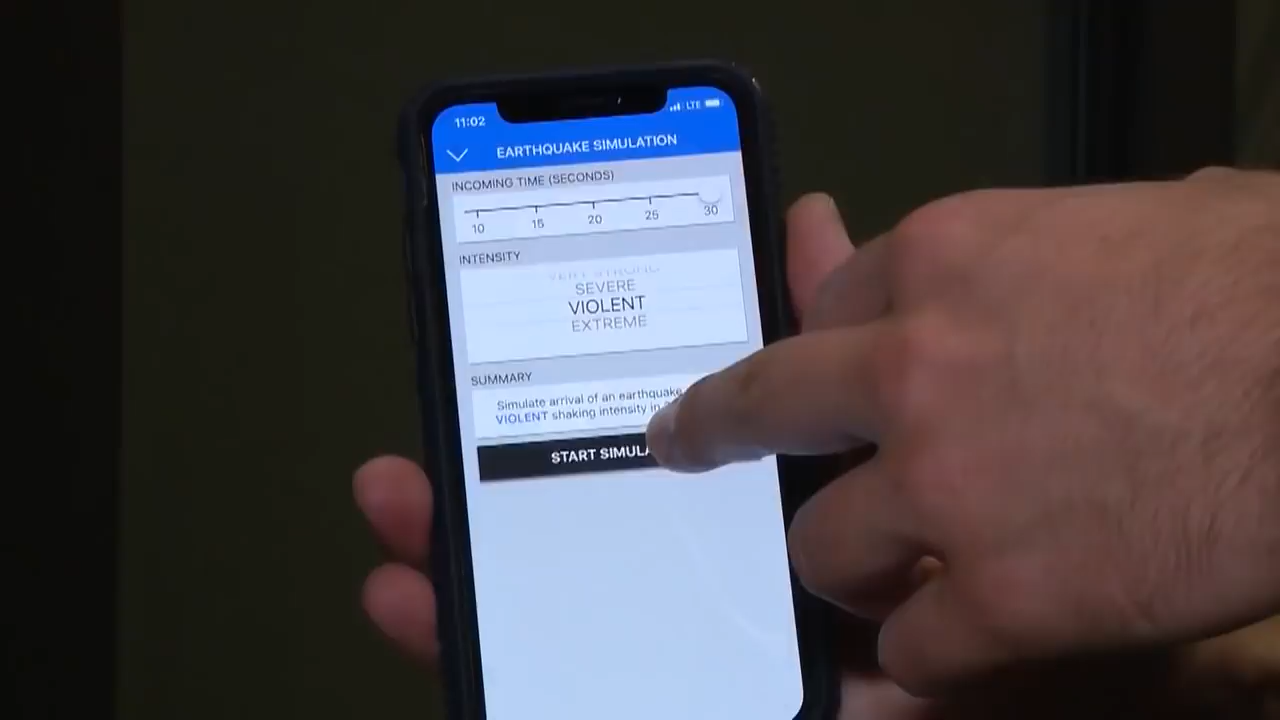 11:02 LTE
EARTHQUAKE SIMULATION
INCOMING TIME (SECONDS)
10 15 20 25 30
INTENSITY
VERY STRONG
SEVERE
VIOLENT
EXTREME
SUMMARY
Simulate arrival of an earthquake
VIOLENT shaking intensity in
START